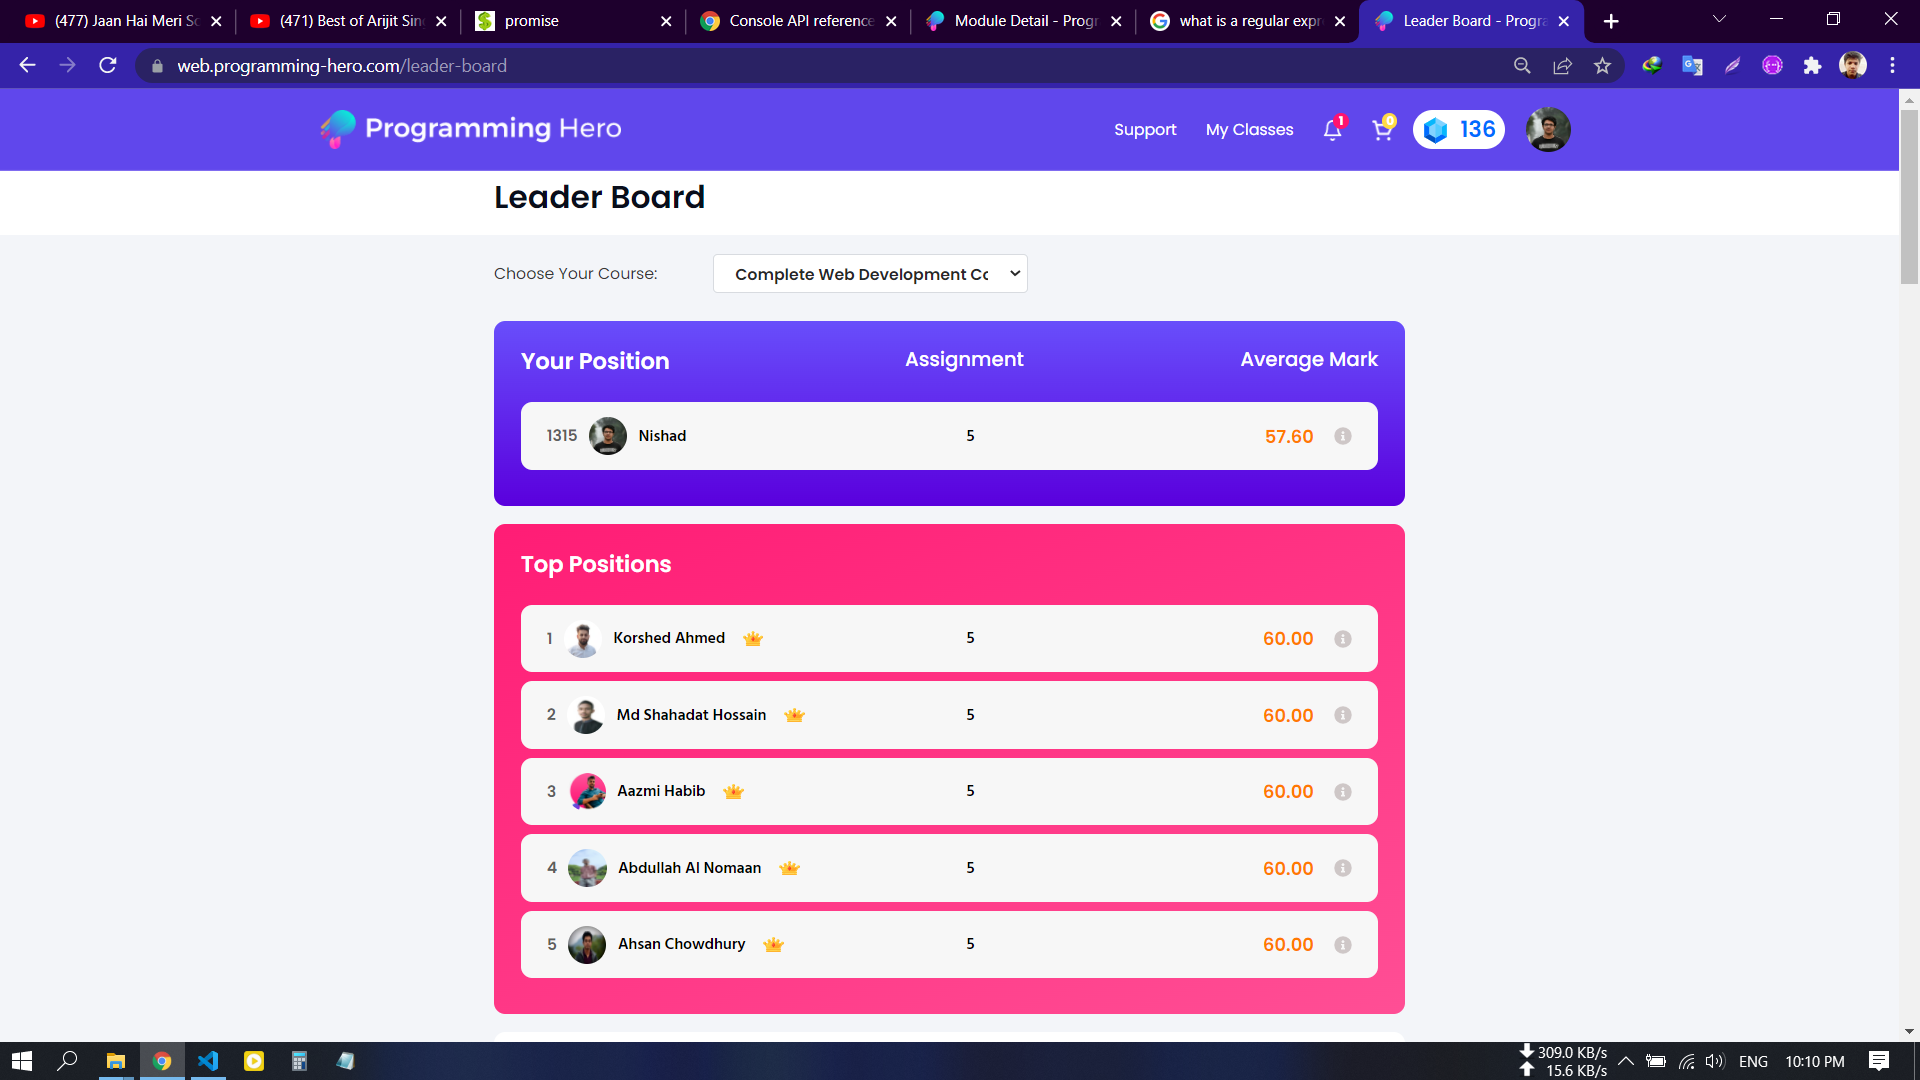 (477) Jaan Hai Meri
(471) Best of Arijit
promise
Console API reference
Module Detail - Prog
what is a regular
Leader Board - Progra
web.programming-hero.com/leader-board
Programming Hero
Support
My Classes
1
0
136
Leader Board
Choose Your Course:
Complete Web Development
Your Position
Assignment
Average Mark
1315 Nishad 5 57.60
Top Positions
1 Korshed Ahmed 5 60.00
2 Md Shahadat Hossain 5 60.00
3 Aazmi Habib 5 60.00
4 Abdullah Al Nomaan 5 60.00
5 Ahsan Chowdhury 5 60.00
309.0 KB/s
15.6 KB/s
ENG
10:10 PM